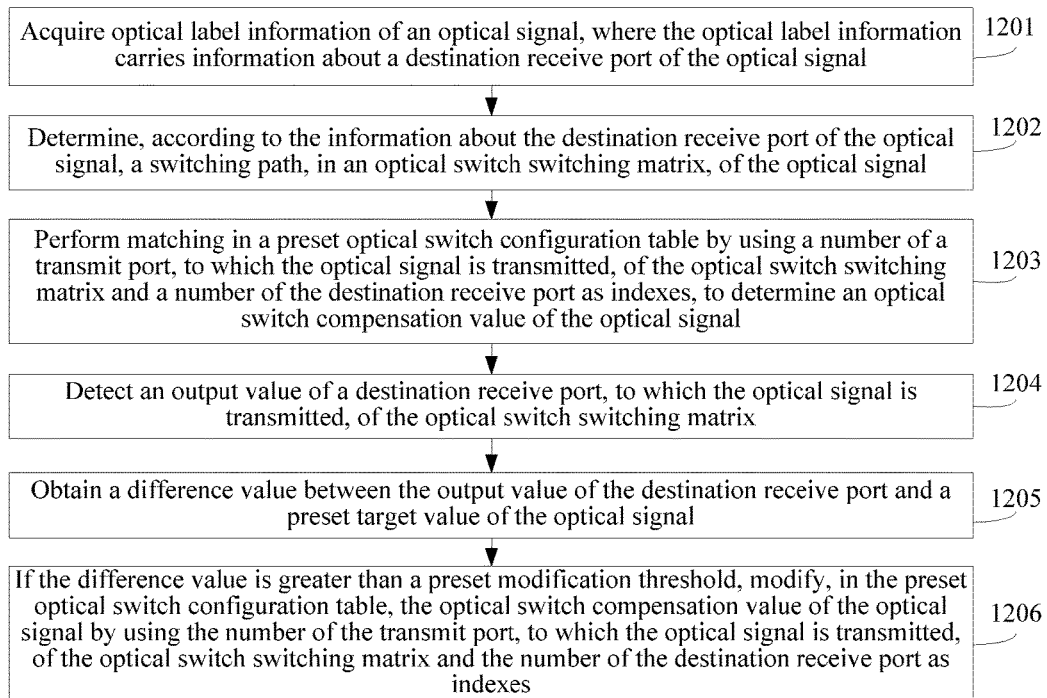 Acquire optical label information of an optical signal, where the optical label information
carries information about a destination receive port of the optical signal
1201
Determine, according to the information about the destination receive port of the optical
signal, a switching path, in an optical switch switching matrix, of the optical signal
1202
Perform matching in a preset optical switch configuration table by using a number of a
transmit port, to which the optical signal is transmitted, of the optical switch switching
matrix and a number of the destination receive port as indexes, to determine an optical
switch compensation value of the optical signal
1203
Detect an output value of a destination receive port, to which the optical signal is
transmitted, of the optical switch switching matrix
1204
Obtain a difference value between the output value of the destination receive port and a
preset target value of the optical signal
1205
If the difference value is greater than a preset modification threshold, modify, in the preset
optical switch configuration table, the optical switch compensation value of the optical
signal by using the number of the transmit port, to which the optical signal is transmitted,
of the optical switch switching matrix and the number of the destination receive port as
indexes
1206